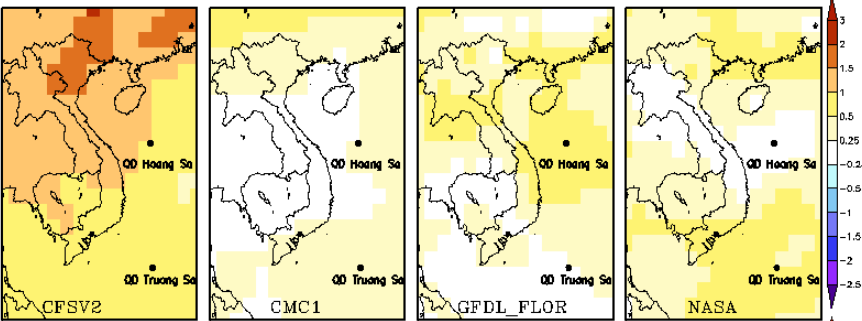 QD Hoang Sa
QD Truong Sa
CFSV2
QD Hoang Sa
QD Truong Sa
CMC1
QD Hoang Sa
QD Truong Sa
GFDL_FLOR
QD Hoang Sa
QD Truong Sa
NASA
3
2
1.5
1
0.5
0.25
-0.25
-0.5
-1
-1.5
-2
-2.5